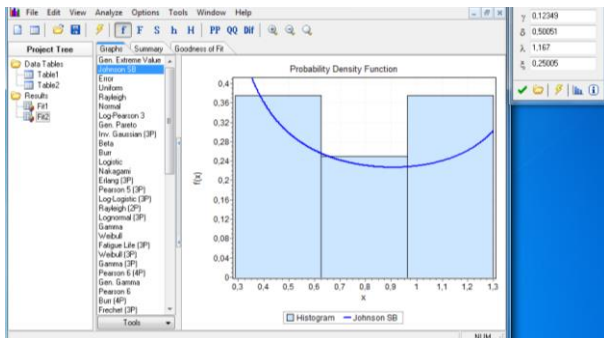 File Edit View Analyze Options Tools Window Help
f F S h H PP QQ Dif
Project Tree
Data Tables
Table1
Table2
Results
Fit1
Fit2
Graphs Summary Goodness of Fit
Gen. Extreme Value
Johnson SB
Error
Uniform
Rayleigh
Normal
Log-Pearson 3
Gen. Pareto
Inv. Gaussian (3P)
Beta
Burr
Logistic
Nakagami
Erlang (3P)
Pearson 5 (3P)
Log-Logistic (3P)
Rayleigh (2P)
Lognormal (3P)
Gamma
Weibull
Fatigue Life (3P)
Weibull (3P)
Gamma (3P)
Pearson 6 (4P)
Gen. Gamma
Pearson 6
Burr (4P)
Frechet (3P)
Tools
Probability Density Function
f(x)
0,4
0,36
0,32
0,28
0,24
0,2
0,16
0,12
0,08
0,04
0
0,3 0,4 0,5 0,6 0,7 0,8 0,9 1 1,1 1,2 1,3
x
Histogram Johnson SB
NUM
γ 0,12349
δ 0,50051
λ 1,167
ξ 0,25005